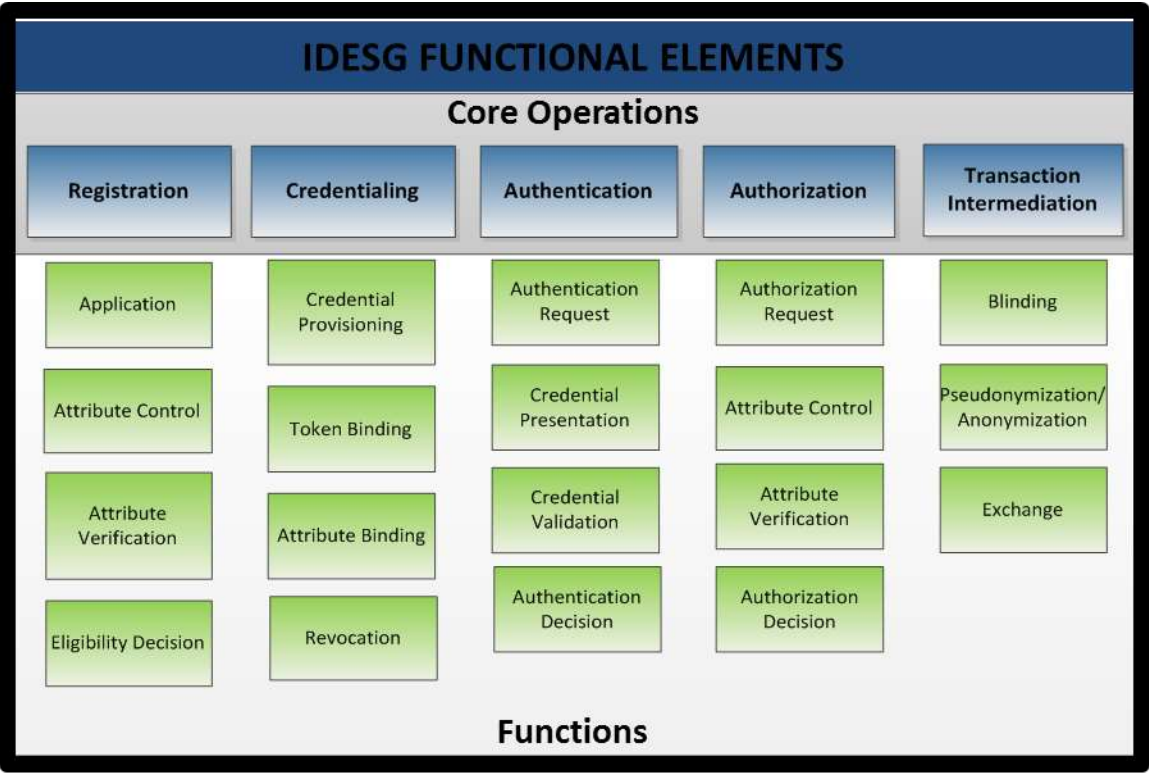 IDESG FUNCTIONAL ELEMENTS
Core Operations
Registration
Credentialing
Authentication
Authorization
Transaction
Intermediation
Application
Attribute Control
Attribute
Verification
Eligibility Decision
Credential
Provisioning
Token Binding
Attribute Binding
Revocation
Authentication
Request
Credential
Presentation
Credential
Validation
Authentication
Decision
Authorization
Request
Attribute Control
Attribute
Verification
Authorization
Decision
Blinding
Pseudonymization/
Anonymization
Exchange
Functions